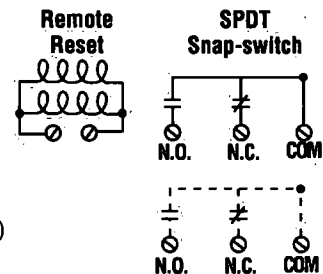 Remote
Reset
SPDT
Snap-switch
N.O. N.C. COM
N.O. N.C. COM
)